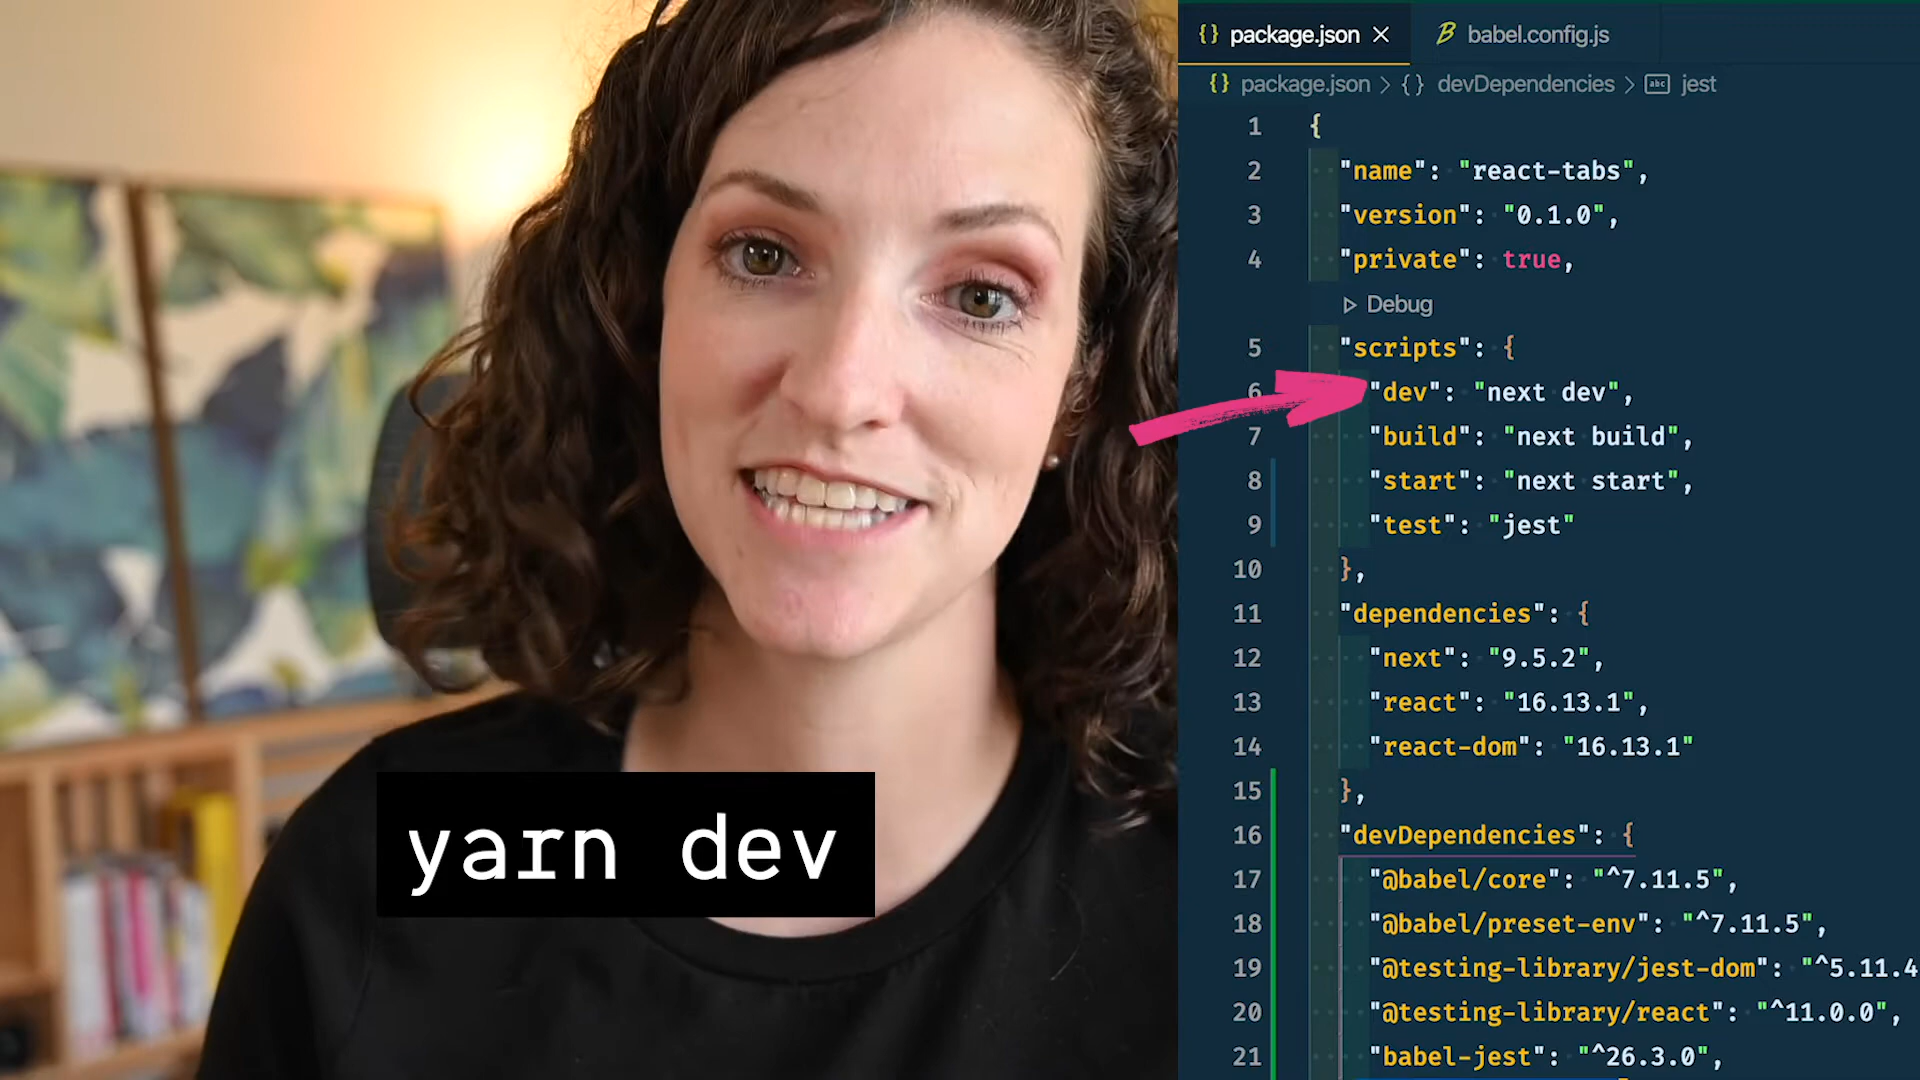 yarn dev
package.json
babel.config.js
package.json > {} devDependencies > abc jest
1 {
2 "name": "react-tabs",
3 "version": "0.1.0",
4 "private": true,
Debug
5 "scripts": {
6 "dev": "next dev",
7 "build": "next build",
8 "start": "next start",
9 "test": "jest"
10 },
11 "dependencies": {
12 "next": "9.5.2",
13 "react": "16.13.1",
14 "react-dom": "16.13.1"
15 },
16 "devDependencies": {
17 "@babel/core": "^7.11.5",
18 "@babel/preset-env": "^7.11.5",
19 "@testing-library/jest-dom": "^5.11.4
20 "@testing-library/react": "^11.0.0",
21 "babel-jest": "^26.3.0",